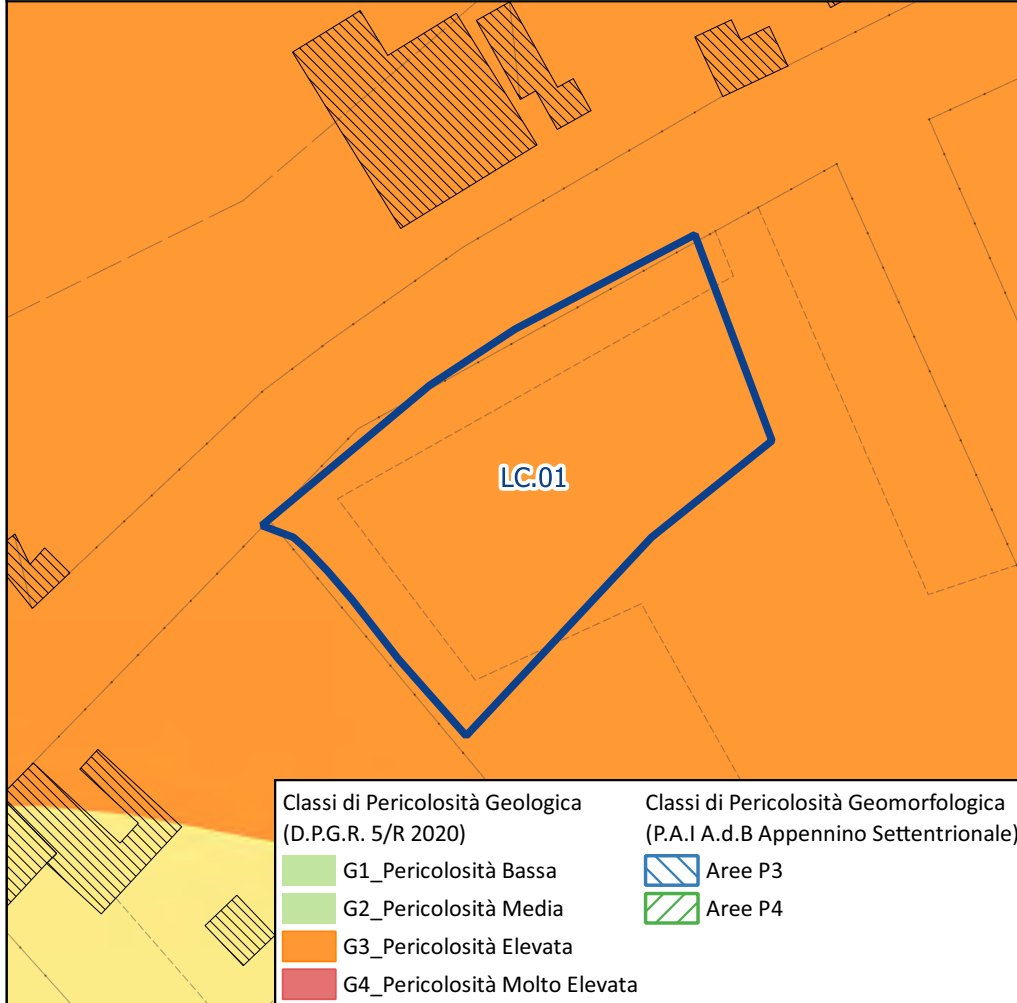 LC.01
Classi di Pericolosità Geologica
(D.P.G.R. 5/R 2020)
G1_Pericolosità Bassa
G2_Pericolosità Media
G3_Pericolosità Elevata
G4_Pericolosità Molto Elevata
Classi di Pericolosità Geomorfologica
(P.A.I A.d.B Appennino Settentrionale)
Aree P3
Aree P4